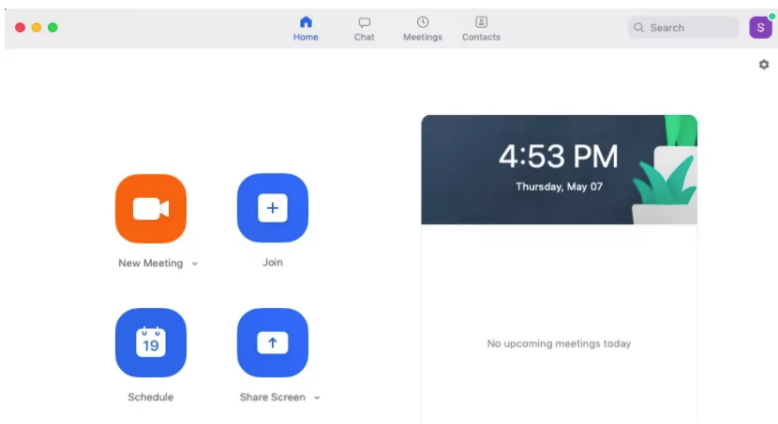 Home
Chat
Meetings
Contacts
Search
S
4:53 PM
Thursday, May 07
New Meeting
Join
19
Schedule
Share Screen
No upcoming meetings today